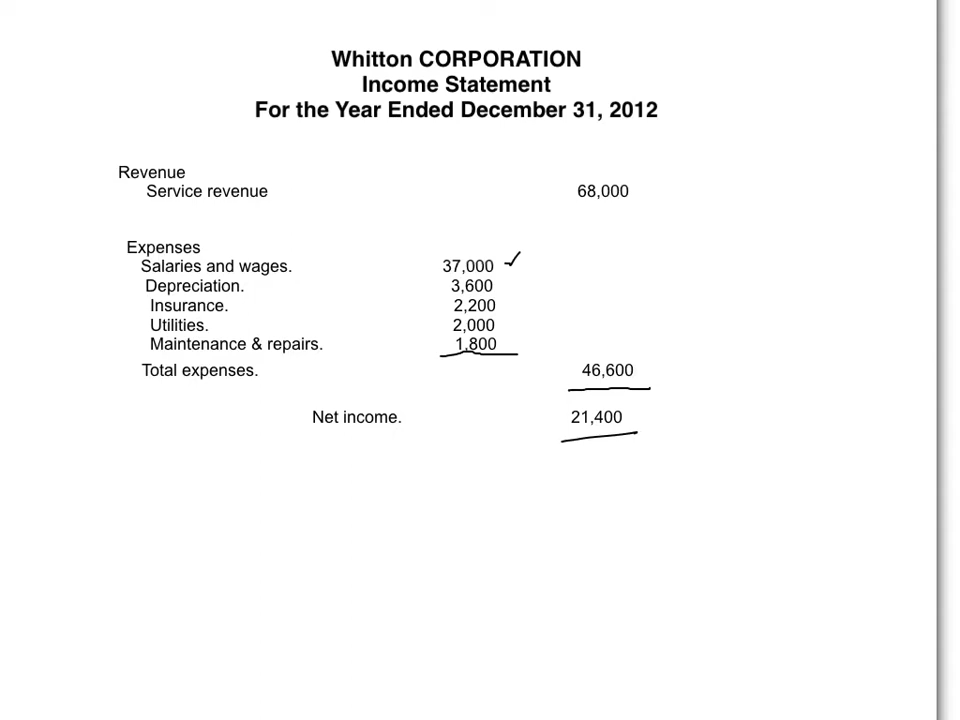 Whitton CORPORATION
Income Statement
For the Year Ended December 31, 2012
Revenue
Service revenue 68,000
Expenses
Salaries and wages. 37,000 ✓
Depreciation. 3,600
Insurance. 2,200
Utilities. 2,000
Maintenance & repairs. 1,800
Total expenses. 46,600
Net income. 21,400